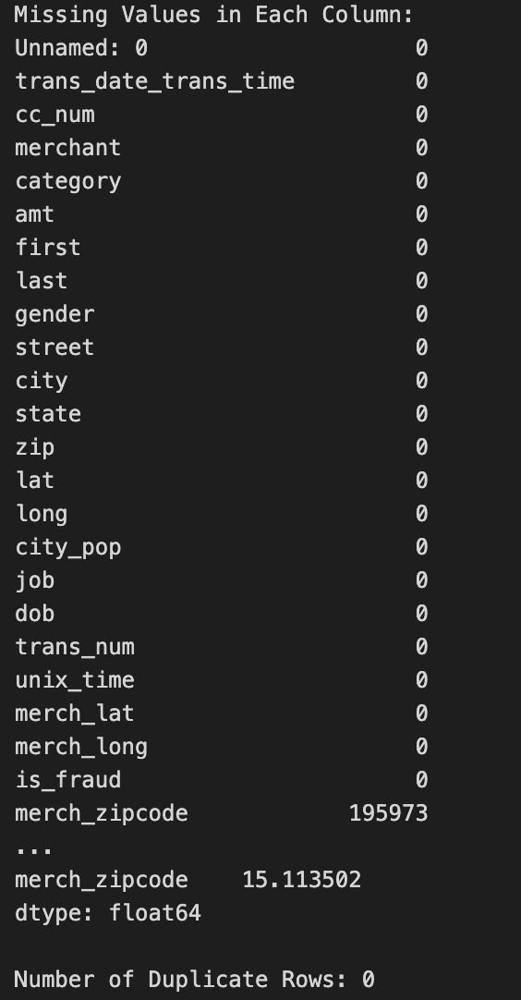 Missing Values in Each Column:
Unnamed: 0 0
trans_date_trans_time 0
cc_num 0
merchant 0
category 0
amt 0
first 0
last 0
gender 0
street 0
city 0
state 0
zip 0
lat 0
long 0
city_pop 0
job 0
dob 0
trans_num 0
unix_time 0
merch_lat 0
merch_long 0
is_fraud 0
merch_zipcode 195973
...
merch_zipcode 15.113502
dtype: float64
Number of Duplicate Rows: 0